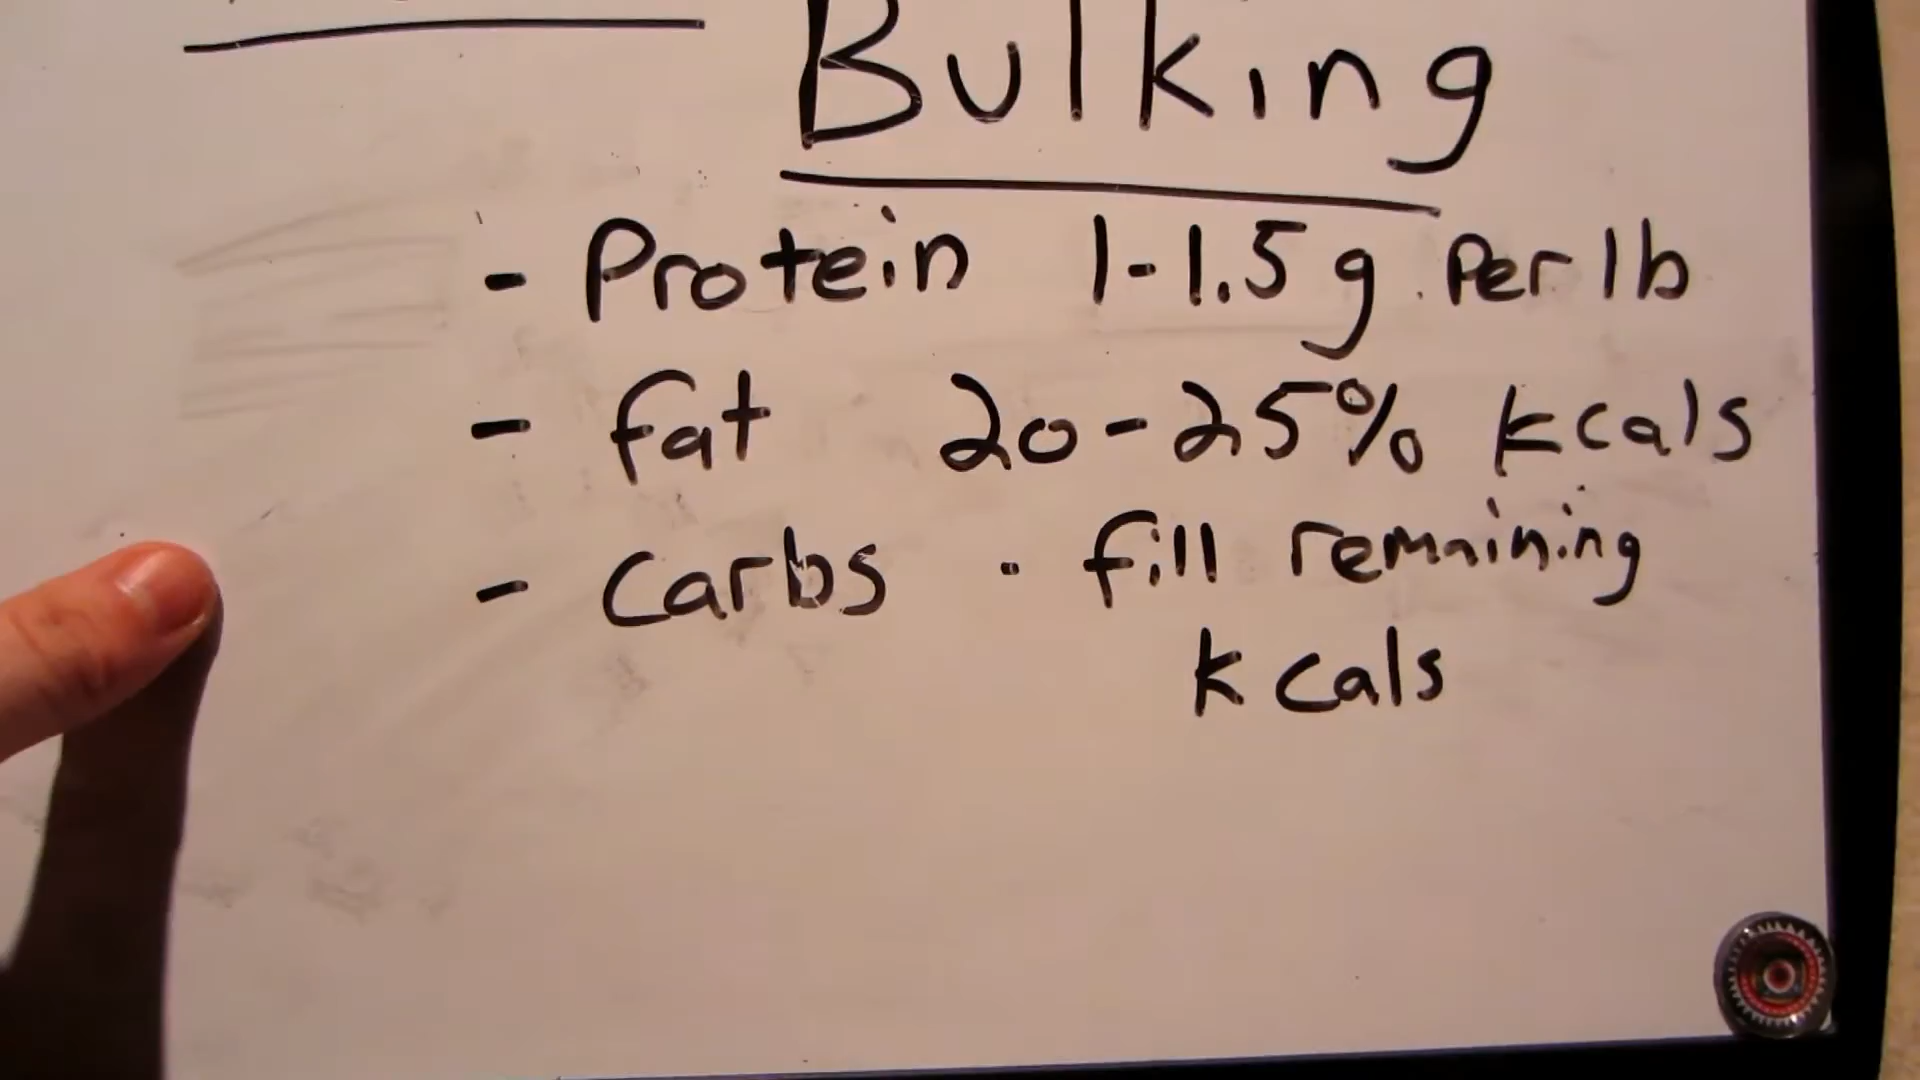 Bulking
- Protein 1-1.5g Per lb
- fat 20-25% kcals
- Carbs · fill remaining
kcals